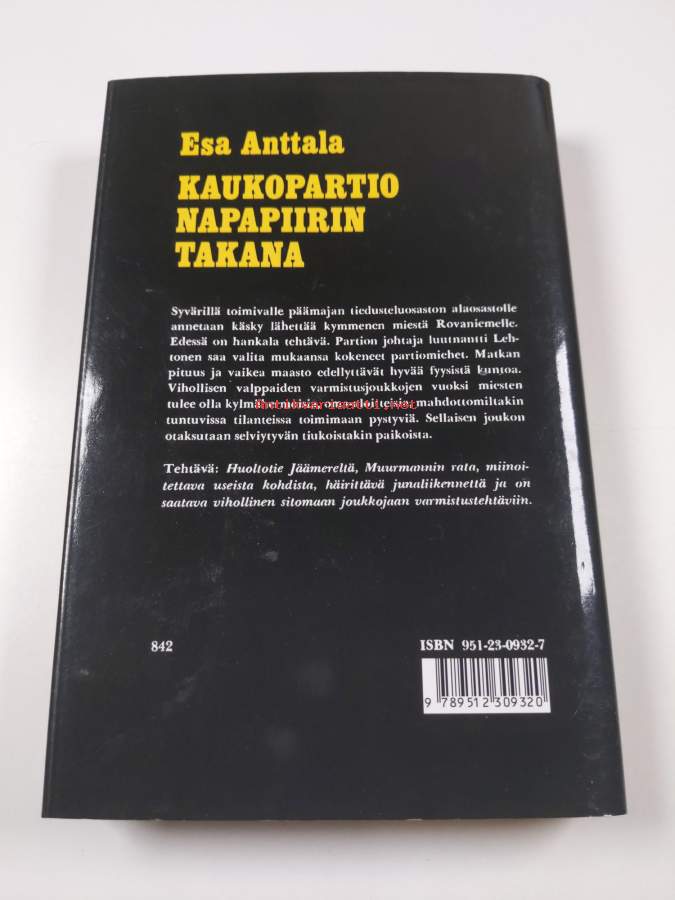 Esa Anttala
KAUKOPARTIO
NAPAPIIRIN
TAKANA
Syvärillä toimivalle päämajan tiedusteluosaston alaosastolle
annetaan käsky lähettää kymmenen miestä Rovaniemelle.
Edessä on hankala tehtävä. Partion johtaja luutnantti Leh-
tonen saa valita mukaansa kokeneet partiomiehet. Matkan
pituus ja vaikea maasto edellyttävät hyvää fyysistä kuntoa.
Vihollisen valppaiden varmistusjoukkojen vuoksi miesten
tulee olla kylmähermoisia, mahdottomiltakin
Antikvariantti.net
tuntuvissa tilanteissa toimimaan pystyviä. Sellaisen joukon
otaksutaan selviytyvän tiukoistakin paikoista.
Tehtävä: Huoltotie Jäämereltä, Muurmannin rata, miinoi-
tettava useista kohdista, häirittävä junaliikennettä ja on
saatava vihollinen sitomaan joukkojaan varmistustehtäviin.
842
ISBN 951-23-0932-7
9 789512 309320